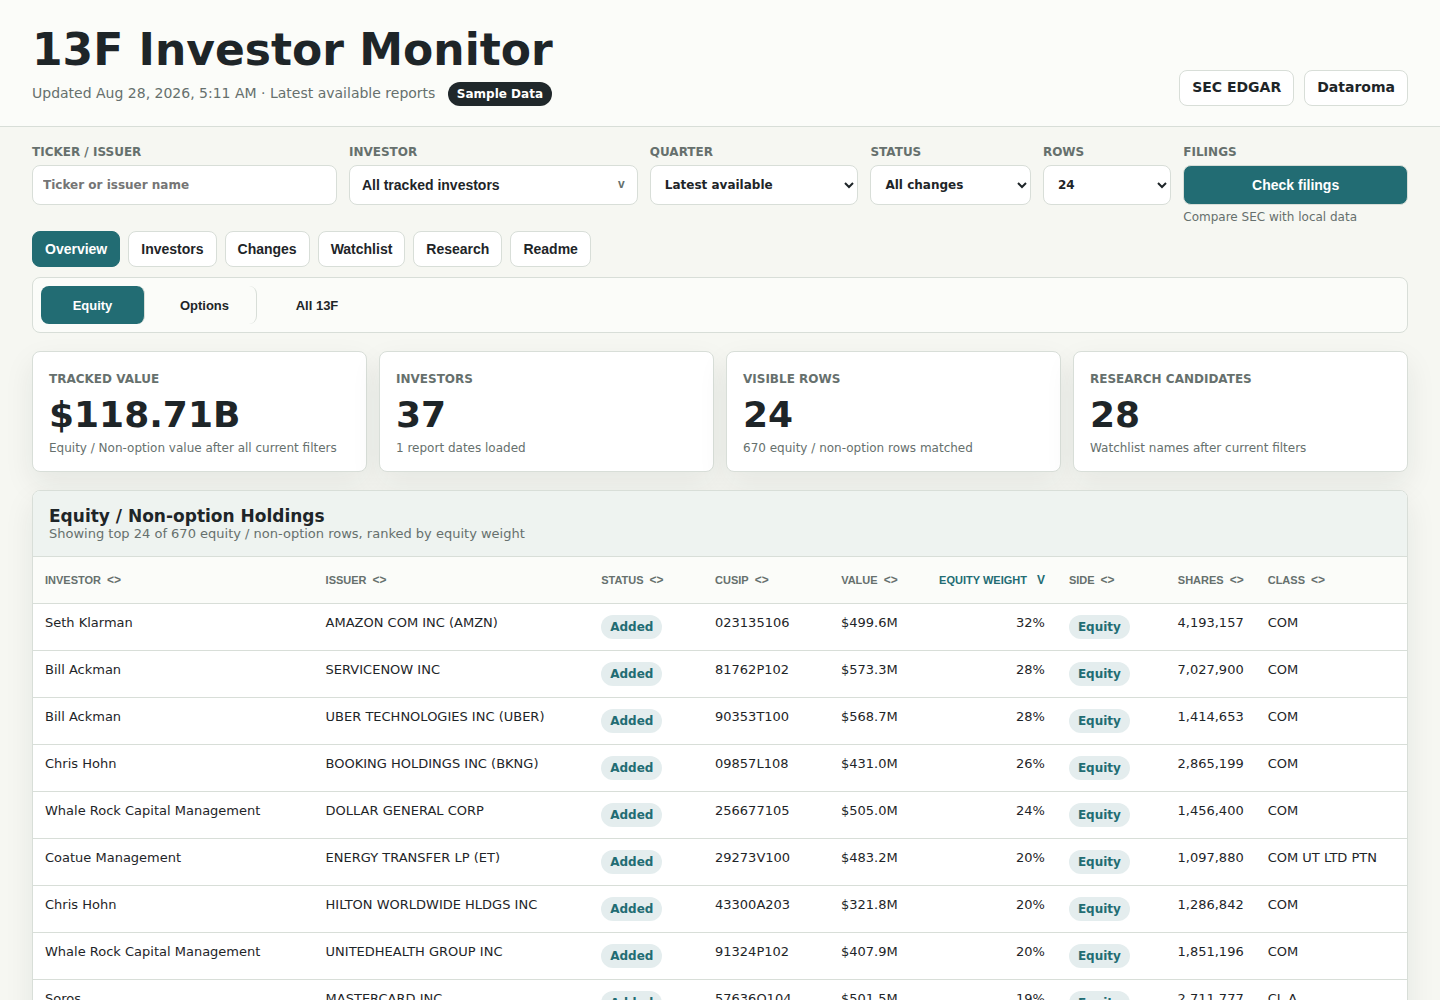 13F Investor Monitor
Updated Aug 28, 2026, 5:11 AM · Latest available reports Sample Data
SEC EDGAR Dataroma
TICKER / ISSUER INVESTOR QUARTER STATUS ROWS FILINGS
Ticker or issuer name All tracked investors v Latest available All changes 24 Check filings
Compare SEC with local data
Overview Investors Changes Watchlist Research Readme
Equity Options All 13F
TRACKED VALUE INVESTORS VISIBLE ROWS RESEARCH CANDIDATES
$118.71B 37 24 28
Equity / Non-option value after all current filters 1 report dates loaded 670 equity / non-option rows matched Watchlist names after current filters
Equity / Non-option Holdings
Showing top 24 of 670 equity / non-option rows, ranked by equity weight
INVESTOR <> ISSUER <> STATUS <> CUSIP <> VALUE <> EQUITY WEIGHT V SIDE <> SHARES <> CLASS <>
Seth Klarman AMAZON COM INC (AMZN) Added 023135106 $499.6M 32% Equity 4,193,157 COM
Bill Ackman SERVICENOW INC Added 81762P102 $573.3M 28% Equity 7,027,900 COM
Bill Ackman UBER TECHNOLOGIES INC (UBER) Added 90353T100 $568.7M 28% Equity 1,414,653 COM
Chris Hohn BOOKING HOLDINGS INC (BKNG) Added 09857L108 $431.0M 26% Equity 2,865,199 COM
Whale Rock Capital Management DOLLAR GENERAL CORP Added 256677105 $505.0M 24% Equity 1,456,400 COM
Coatue Management ENERGY TRANSFER LP (ET) Added 29273V100 $483.2M 20% Equity 1,097,880 COM UT LTD PTN
Chris Hohn HILTON WORLDWIDE HLDGS INC Added 43300A203 $321.8M 20% Equity 1,286,842 COM
Whale Rock Capital Management UNITEDHEALTH GROUP INC Added 91324P102 $407.9M 20% Equity 1,851,196 COM
Soros MASTERCARD INC Added 57636Q104 $501.5M 19% Equity 2,711,777 CL A